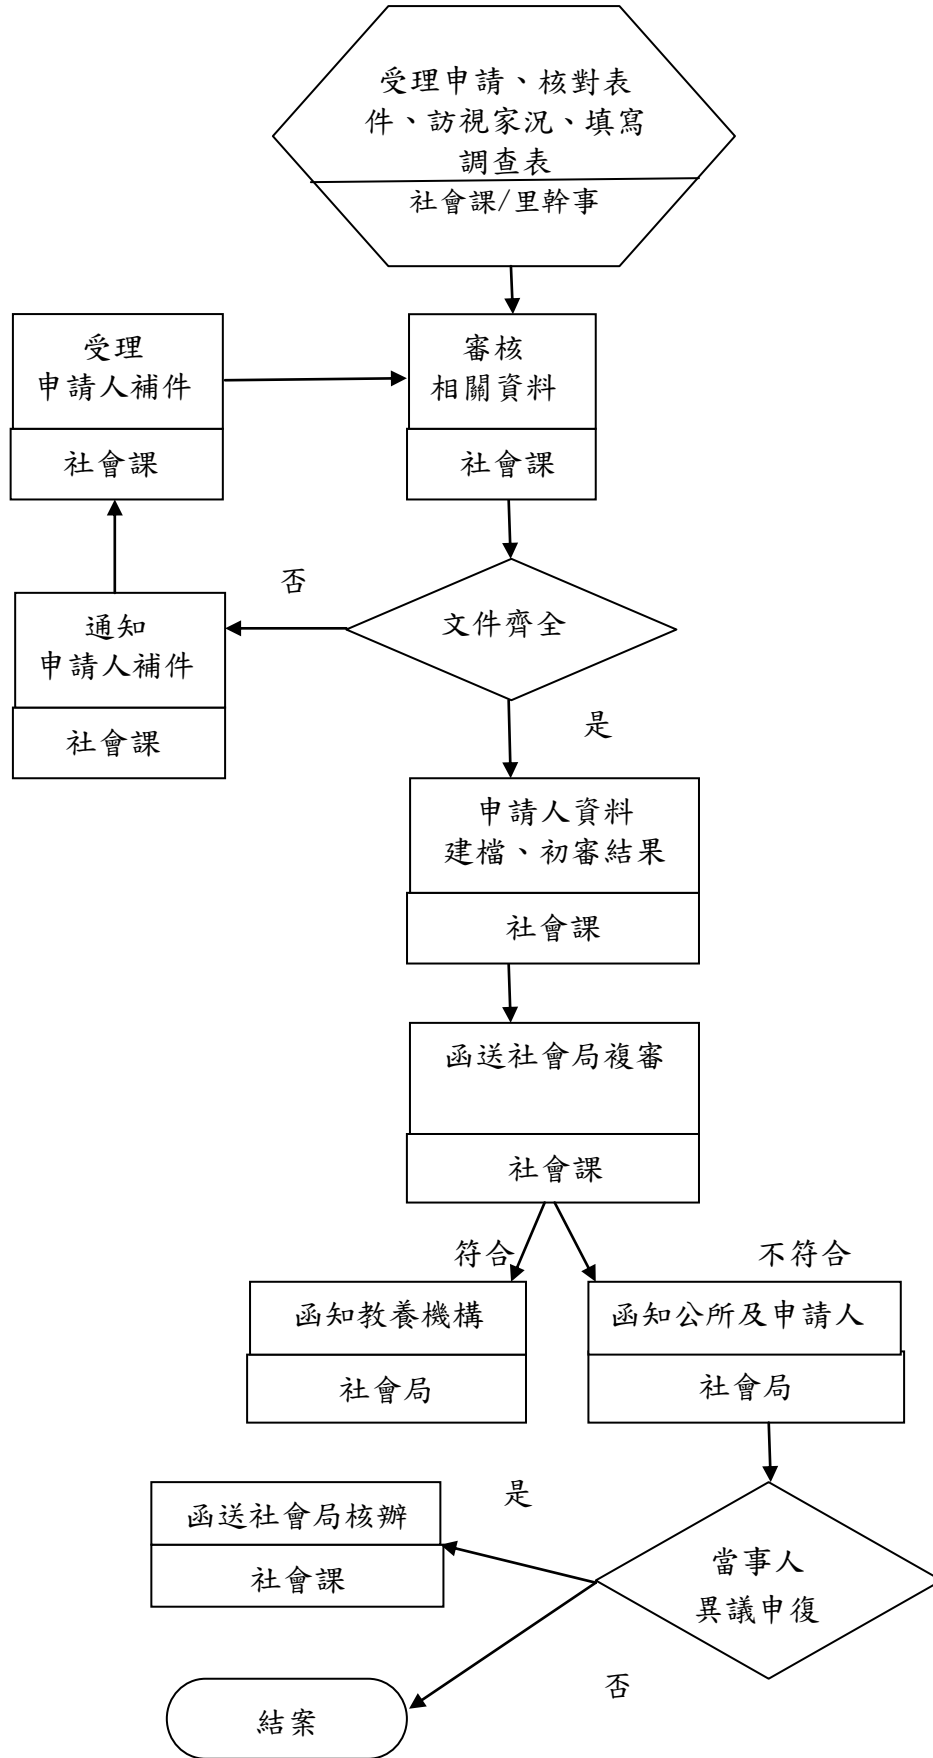 受理申請、核對表
件、訪視家況、填寫
調查表
社會課/里幹事
受理
申請人補件
社會課
審核
相關資料
社會課
否
文件齊全
通知
申請人補件
社會課
是
申請人資料
建檔、初審結果
社會課
函送社會局複審
社會課
符合
不符合
函知教養機構
社會局
函知公所及申請人
社會局
是
函送社會局核辦
社會課
當事人
異議申復
否
結案